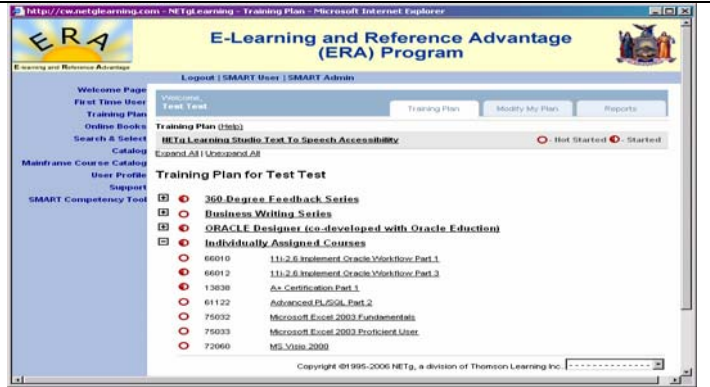 http://cw.netglearning.com - NETgLearning - Training Plan - Microsoft Internet Explorer
ERA
E-learning and Reference Advantage
E-Learning and Reference Advantage
(ERA) Program
Logout | SMART User | SMART Admin
Welcome Page
First Time User
Training Plan
Online Books
Search & Select
Catalog
Mainframe Course Catalog
User Profile
Support
SMART Competency Tool
Welcome,
Test Test
Training Plan
Modify My Plan
Reports
Training Plan (Help)
NETg Learning Studio Text To Speech Accessibility
- Not Started - Started
Expand All | Unexpand All
Training Plan for Test Test
360-Degree Feedback Series
Business Writing Series
ORACLE Designer (co-developed with Oracle Eduction)
Individually Assigned Courses
66010 11i-2.6 Implement Oracle Workflow Part 1
66012 11i-2.6 Implement Oracle Workflow Part 3
13838 A+ Certification Part 1
61122 Advanced PL/SQL Part 2
75032 Microsoft Excel 2003 Fundamentals
75033 Microsoft Excel 2003 Proficient User
72060 MS Visio 2000
Copyright ©1995-2006 NETg, a division of Thomson Learning Inc.